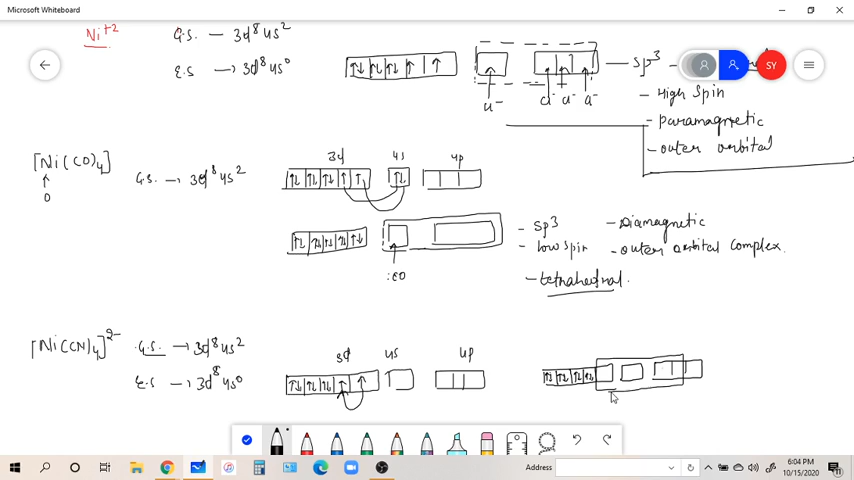 Microsoft Whiteboard
Ni+2
G.S. — 3d8 4s2
E.S → 3d8 4s0
— Sp3
SY
- High Spin
- paramagnetic
- outer orbital
[Ni(CO)4]
0
G.S. → 3d8 4s2
3d 4s 4p
- Sp3 - Diamagnetic
- low spin - outer orbital complex.
- tetrahedral.
:CO
[Ni(CN)4]2-
G.S. → 3d8 4s2
E.S → 3d8 4s0
3d 4s 4p
Address
6:04 PM
10/15/2020